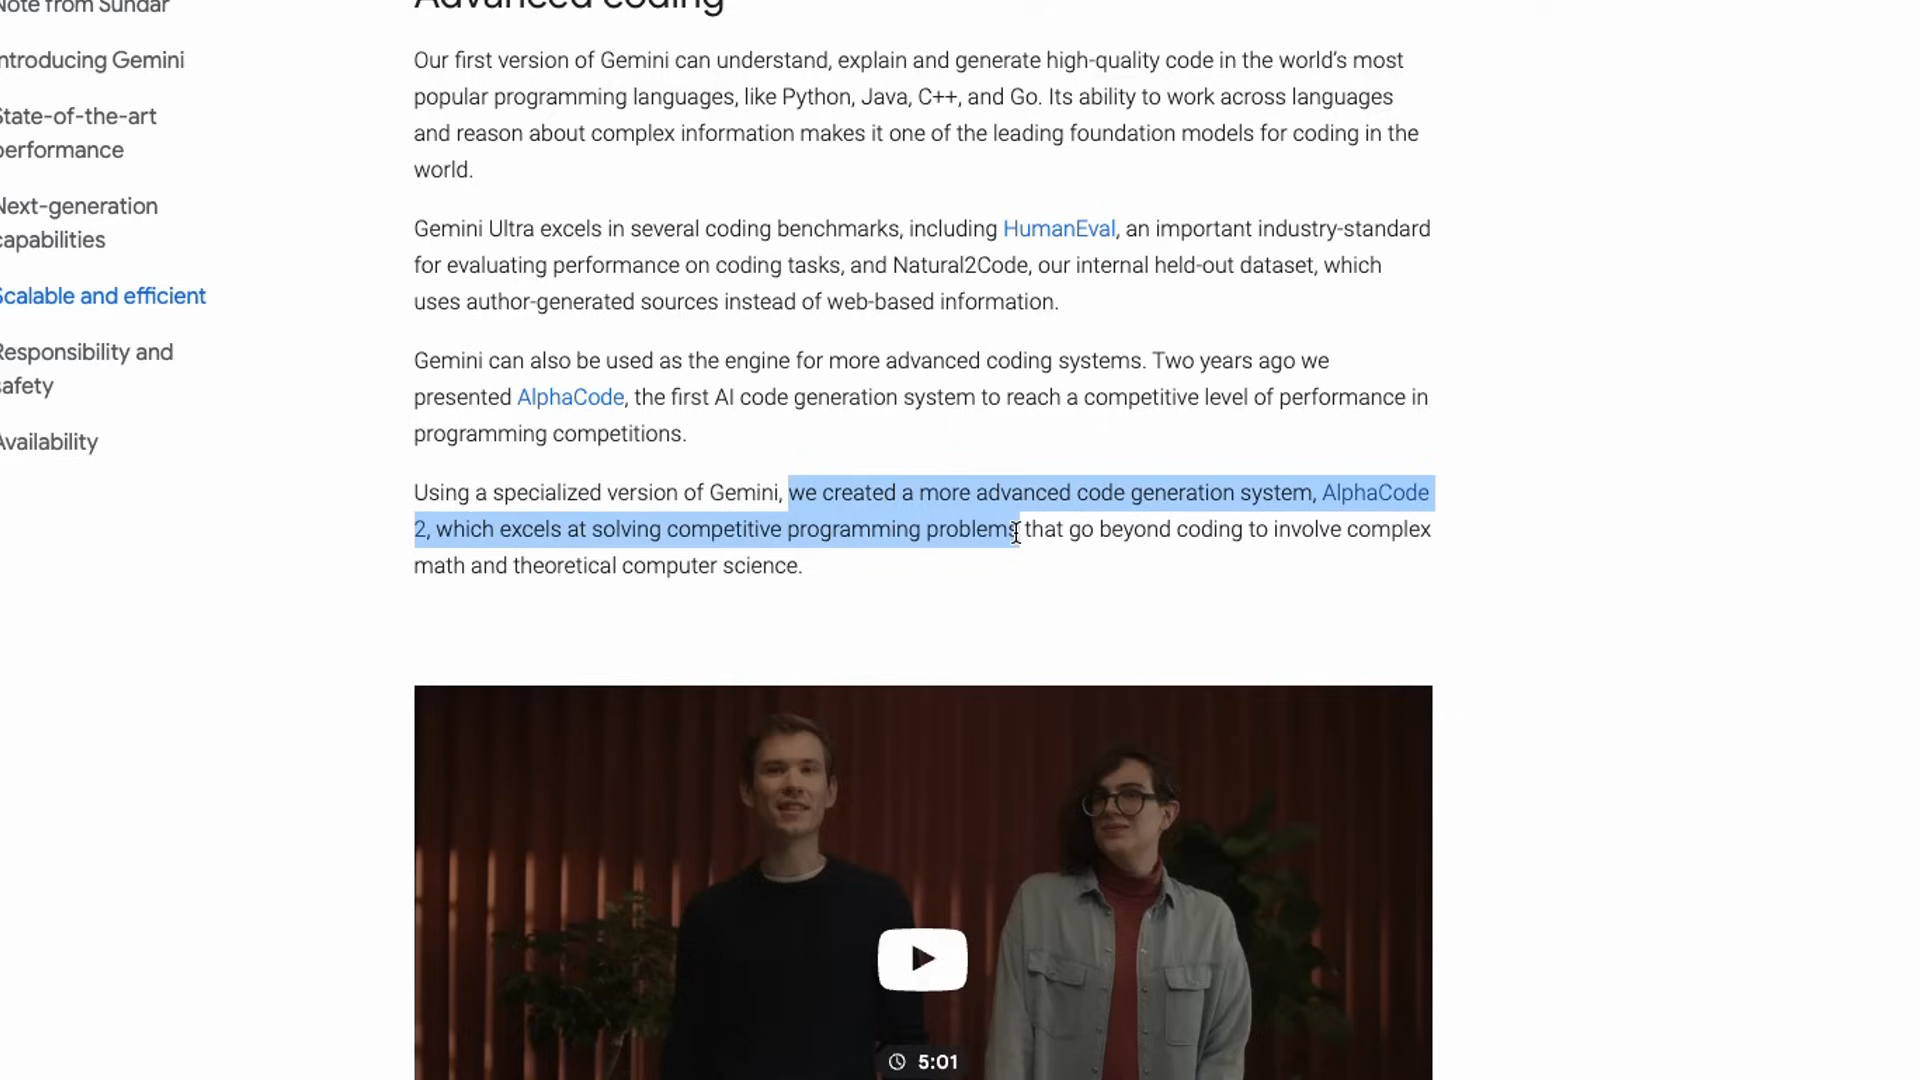 Note from Sundar
Introducing Gemini
State-of-the-art
performance
Next-generation
capabilities
Scalable and efficient
Responsibility and
safety
Availability
Advanced coding
Our first version of Gemini can understand, explain and generate high-quality code in the world’s most
popular programming languages, like Python, Java, C++, and Go. Its ability to work across languages
and reason about complex information makes it one of the leading foundation models for coding in the
world.
Gemini Ultra excels in several coding benchmarks, including HumanEval, an important industry-standard
for evaluating performance on coding tasks, and Natural2Code, our internal held-out dataset, which
uses author-generated sources instead of web-based information.
Gemini can also be used as the engine for more advanced coding systems. Two years ago we
presented AlphaCode, the first AI code generation system to reach a competitive level of performance in
programming competitions.
Using a specialized version of Gemini, we created a more advanced code generation system, AlphaCode
2, which excels at solving competitive programming problems that go beyond coding to involve complex
math and theoretical computer science.
5:01